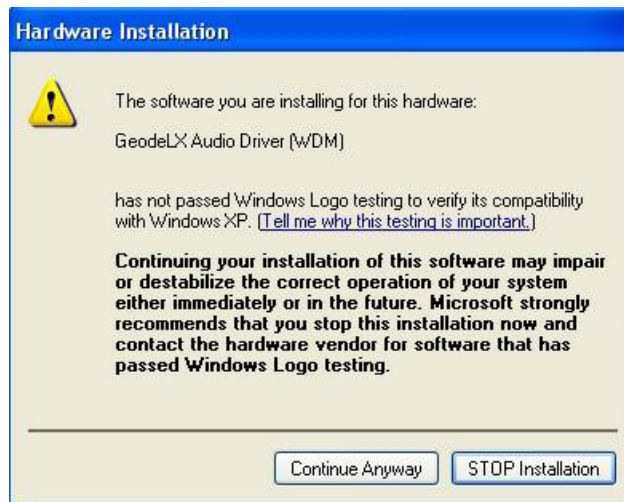 Hardware Installation
The software you are installing for this hardware:
GeodeLX Audio Driver (WDM)
has not passed Windows Logo testing to verify its compatibility
with Windows XP. (Tell me why this testing is important.)
Continuing your installation of this software may impair
or destabilize the correct operation of your system
either immediately or in the future. Microsoft strongly
recommends that you stop this installation now and
contact the hardware vendor for software that has
passed Windows Logo testing.
Continue Anyway STOP Installation